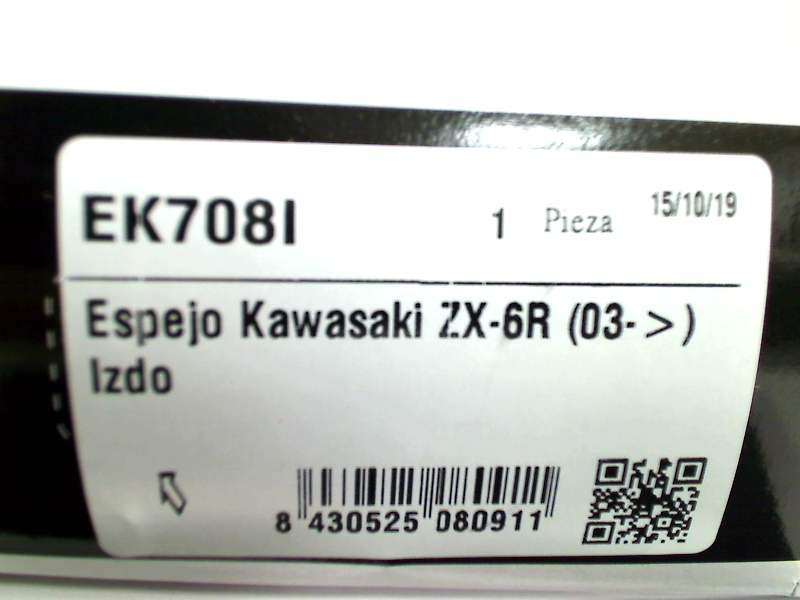 EK708I 1 Pieza 15/10/19
Espejo Kawasaki ZX-6R (03->)
Izdo
8 430525 080911